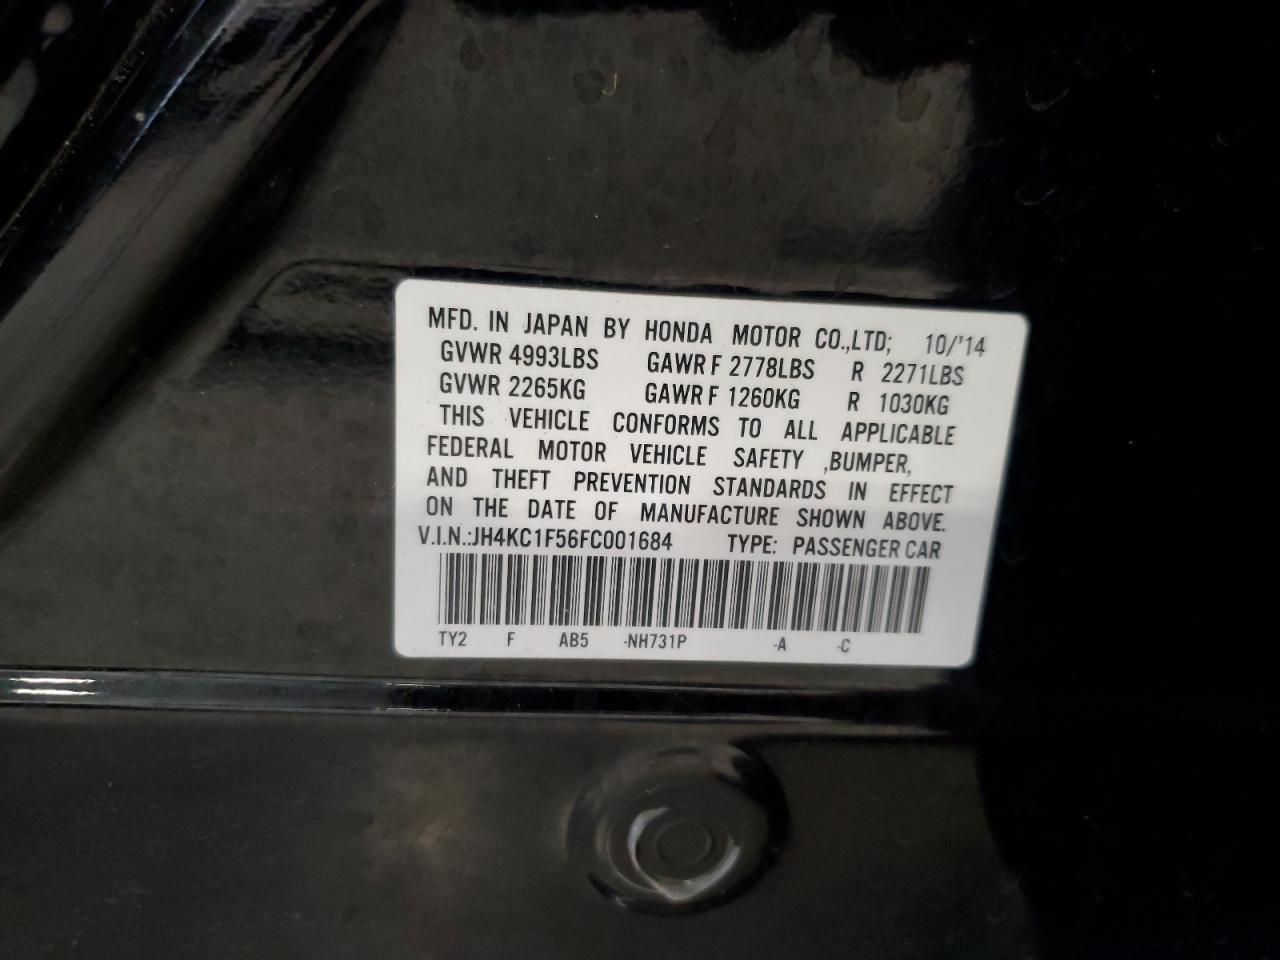 MFD. IN JAPAN BY HONDA MOTOR CO.,LTD; 10/'14
GVWR 4993LBS GAWR F 2778LBS R 2271LBS
GVWR 2265KG GAWR F 1260KG R 1030KG
THIS VEHICLE CONFORMS TO ALL APPLICABLE
FEDERAL MOTOR VEHICLE SAFETY ,BUMPER,
AND THEFT PREVENTION STANDARDS IN EFFECT
ON THE DATE OF MANUFACTURE SHOWN ABOVE.
V.I.N.:JH4KC1F56FC001684 TYPE: PASSENGER CAR
TY2 F AB5 -NH731P -A -C